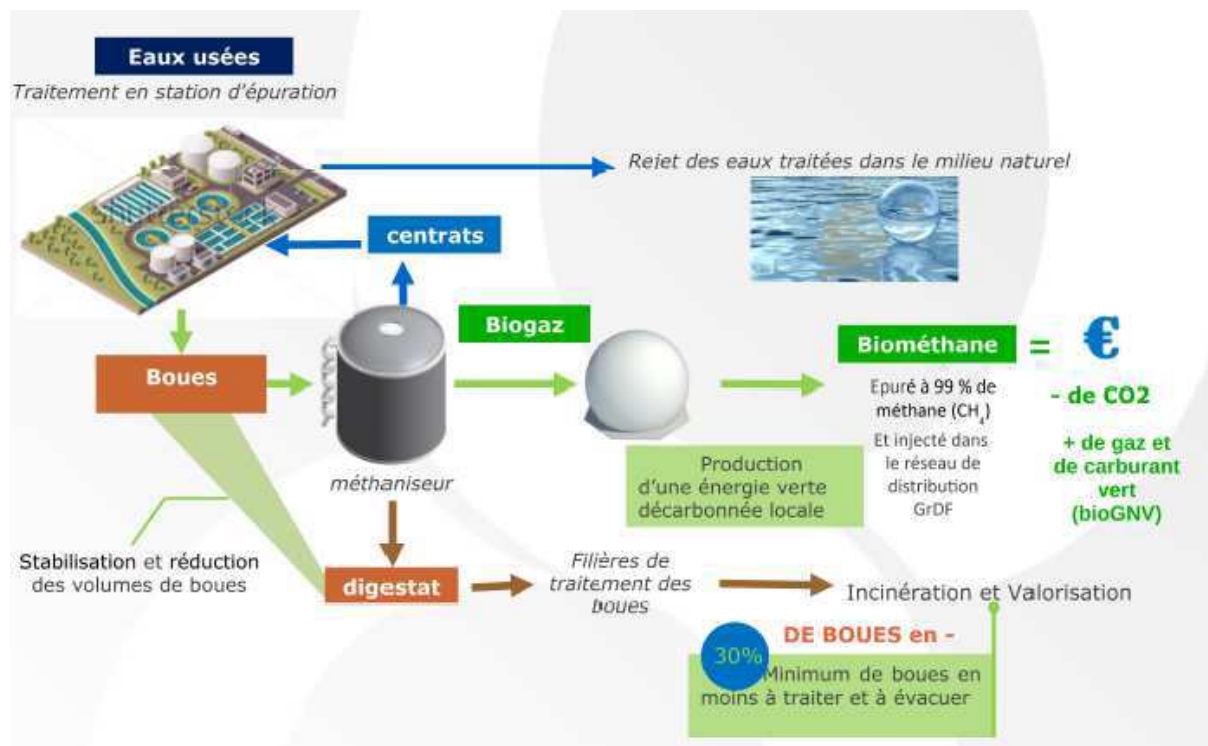 Eaux usées
Traitement en station d'épuration
Rejet des eaux traitées dans le milieu naturel
centrats
Biogaz
Boues
méthaniseur
Biométhane
= €
Epuré à 99 % de
méthane (CH4)
Et injecté dans
le réseau de
distribution
GrDF
- de CO2
+ de gaz et
de carburant
vert
(bioGNV)
Production
d'une énergie verte
décarbonnée locale
Stabilisation et réduction
des volumes de boues
digestat
Filières de
traitement des
boues
Incinération et Valorisation
30%
DE BOUES en -
Minimum de boues en
moins à traiter et à évacuer